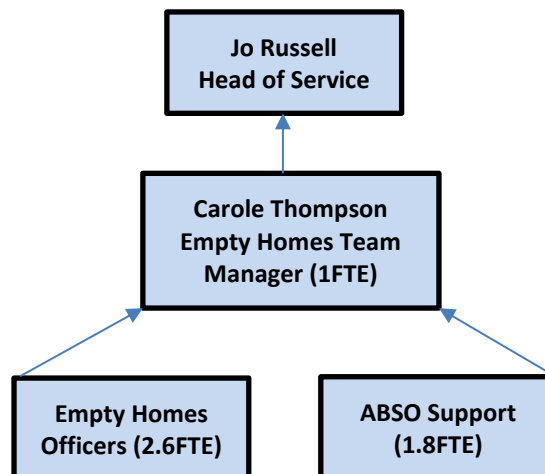 Jo Russell
Head of Service
Carole Thompson
Empty Homes Team
Manager (1FTE)
Empty Homes
Officers (2.6FTE)
ABSO Support
(1.8FTE)